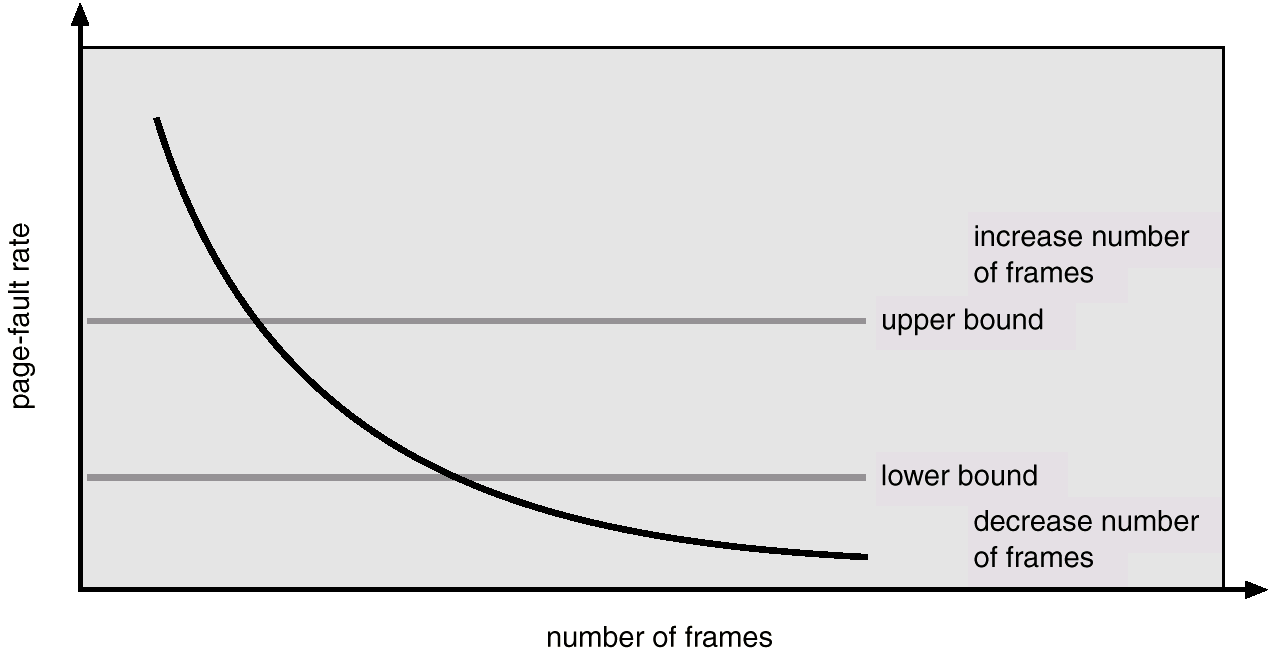 page-fault rate
increase number
of frames
upper bound
lower bound
decrease number
of frames
number of frames